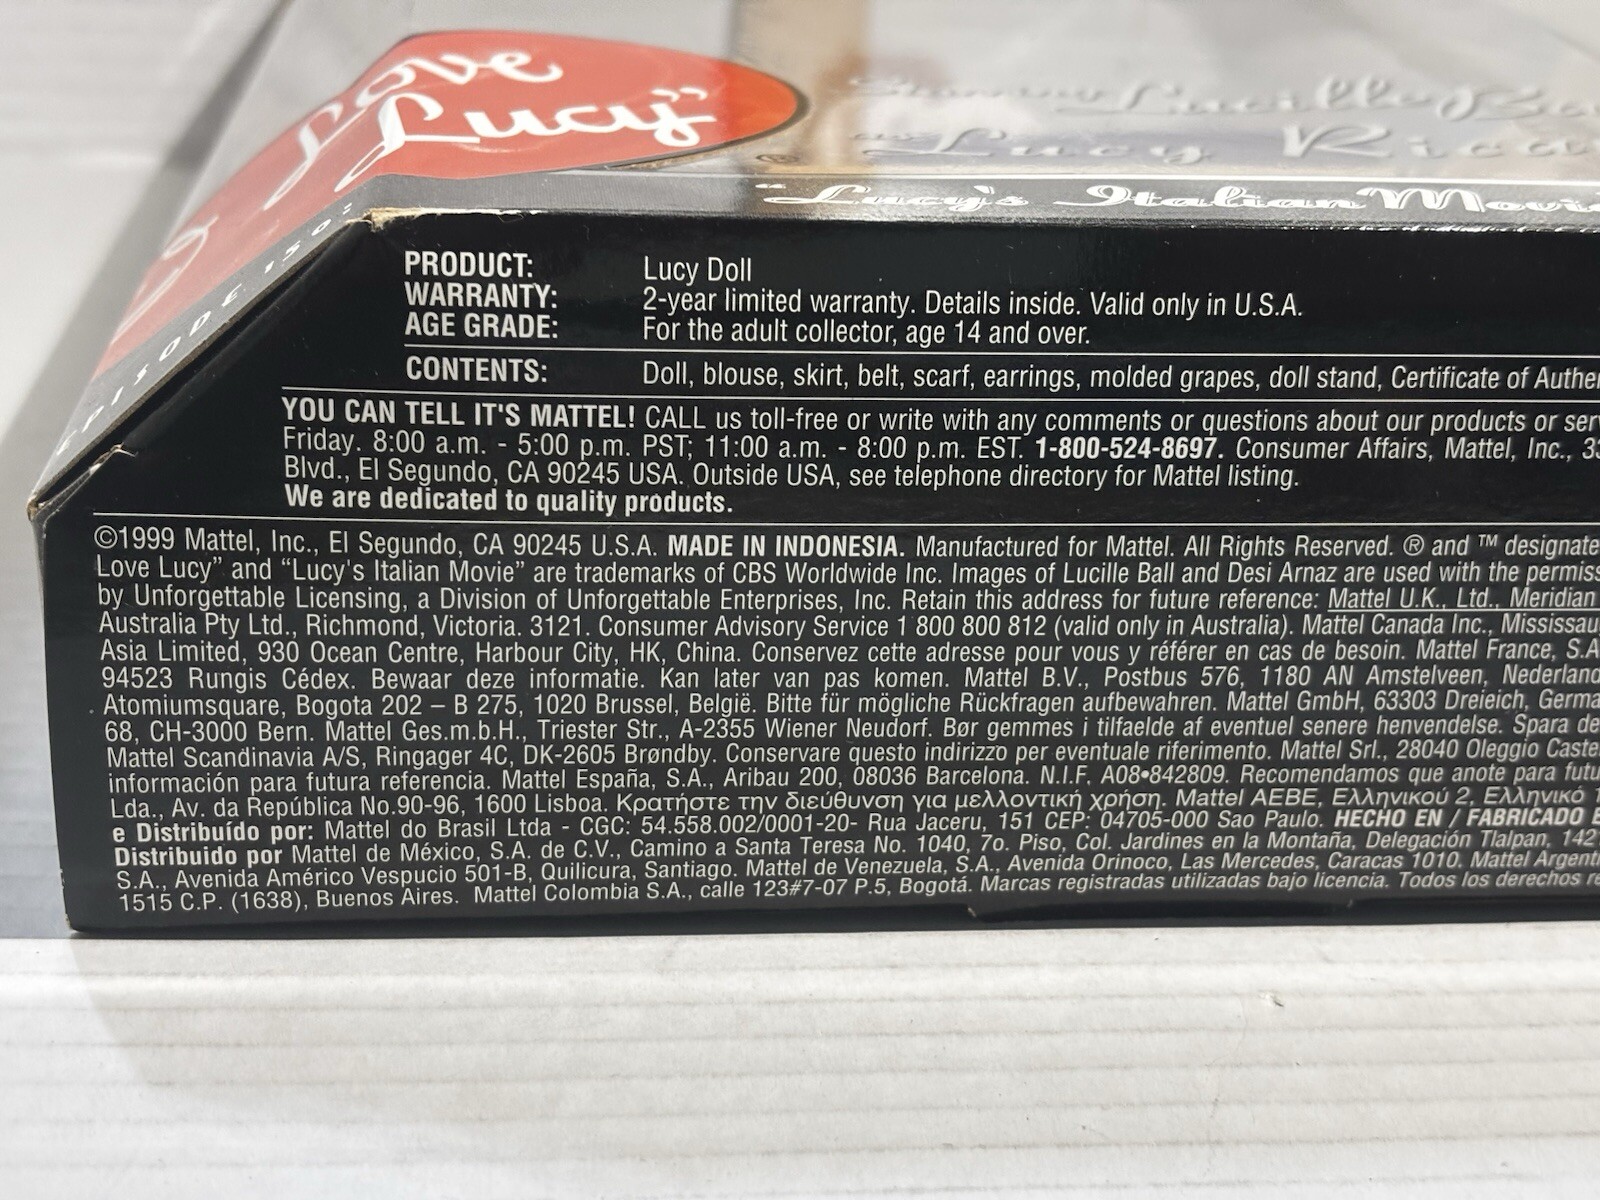 Love
Lucy"
EPISODE 150:
Starring Lucille
Lucy
"Lucy's Italian
PRODUCT: Lucy Doll
WARRANTY: 2-year limited warranty. Details inside. Valid only in U.S.A.
AGE GRADE: For the adult collector, age 14 and over.
CONTENTS: Doll, blouse, skirt, belt, scarf, earrings, molded grapes, doll stand, Certificate of
YOU CAN TELL IT'S MATTEL! CALL us toll-free or write with any comments or questions about our products or
Friday. 8:00 a.m. - 5:00 p.m. PST; 11:00 a.m. - 8:00 p.m. EST. 1-800-524-8697. Consumer Affairs, Mattel, Inc.,
Blvd., El Segundo, CA 90245 USA. Outside USA, see telephone directory for Mattel listing.
We are dedicated to quality products.
©1999 Mattel, Inc., El Segundo, CA 90245 U.S.A. MADE IN INDONESIA. Manufactured for Mattel. All Rights Reserved. ® and ™ designate
Love Lucy" and "Lucy's Italian Movie" are trademarks of CBS Worldwide Inc. Images of Lucille Ball and Desi Arnaz are used with the
by Unforgettable Licensing, a Division of Unforgettable Enterprises, Inc. Retain this address for future reference: Mattel U.K., Ltd., Meridian
Australia Pty Ltd., Richmond, Victoria. 3121. Consumer Advisory Service 1 800 800 812 (valid only in Australia). Mattel Canada Inc.,
Asia Limited, 930 Ocean Centre, Harbour City, HK, China. Conservez cette adresse pour vous y référer en cas de besoin. Mattel France, S.A
94523 Rungis Cédex. Bewaar deze informatie. Kan later van pas komen. Mattel B.V., Postbus 576, 1180 AN Amstelveen, Nederland
Atomiumsquare, Bogota 202 – B 275, 1020 Brussel, België. Bitte für mögliche Rückfragen aufbewahren. Mattel GmbH, 63303 Dreieich,
68, CH-3000 Bern. Mattel Ges.m.b.H., Triester Str., A-2355 Wiener Neudorf. Bør gemmes i tilfaelde af eventuel senere henvendelse. Spara
Mattel Scandinavia A/S, Ringager 4C, DK-2605 Brøndby. Conservare questo indirizzo per eventuale riferimento. Mattel Srl., 28040 Oleggio
información para futura referencia. Mattel España, S.A., Aribau 200, 08036 Barcelona. N.I.F. A08•842809. Recomendamos que anote para
Lda., Av. da República No.90-96, 1600 Lisboa. Κρατήστε την διεύθυνση για μελλοντική χρήση. Mattel AEBE, Ελληνικού 2, Ελληνικό
e Distribuído por: Mattel do Brasil Ltda - CGC: 54.558.002/0001-20- Rua Jaceru, 151 CEP: 04705-000 Sao Paulo. HECHO EN / FABRICADO
Distribuido por Mattel de México, S.A. de C.V., Camino a Santa Teresa No. 1040, 7o. Piso, Col. Jardines en la Montaña, Delegación Tlalpan,
S.A., Avenida Américo Vespucio 501-B, Quilicura, Santiago. Mattel de Venezuela, S.A., Avenida Orinoco, Las Mercedes, Caracas 1010. Mattel
1515 C.P. (1638), Buenos Aires. Mattel Colombia S.A., calle 123#7-07 P.5, Bogotá. Marcas registradas utilizadas bajo licencia. Todos los derechos